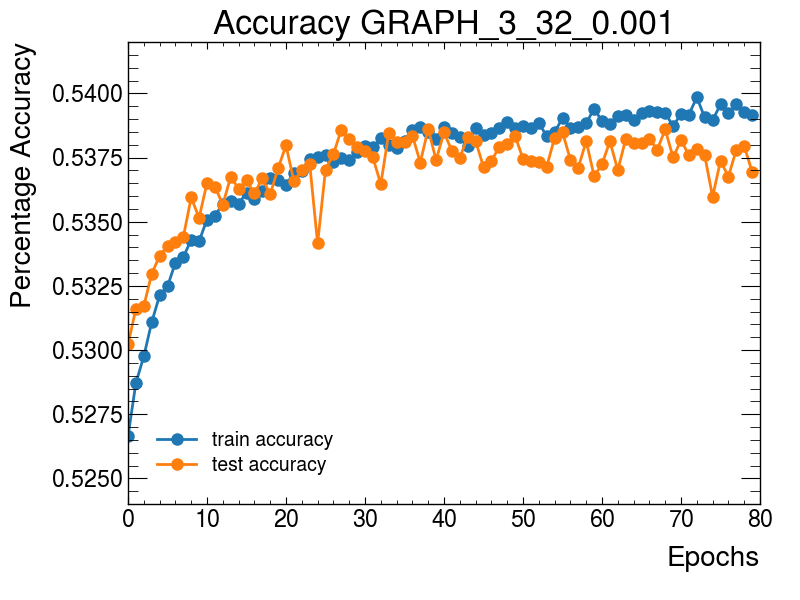 Accuracy GRAPH_3_32_0.001
Percentage Accuracy
0.5400
0.5375
0.5350
0.5325
0.5300
0.5275
0.5250
train accuracy
test accuracy
0 10 20 30 40 50 60 70 80
Epochs